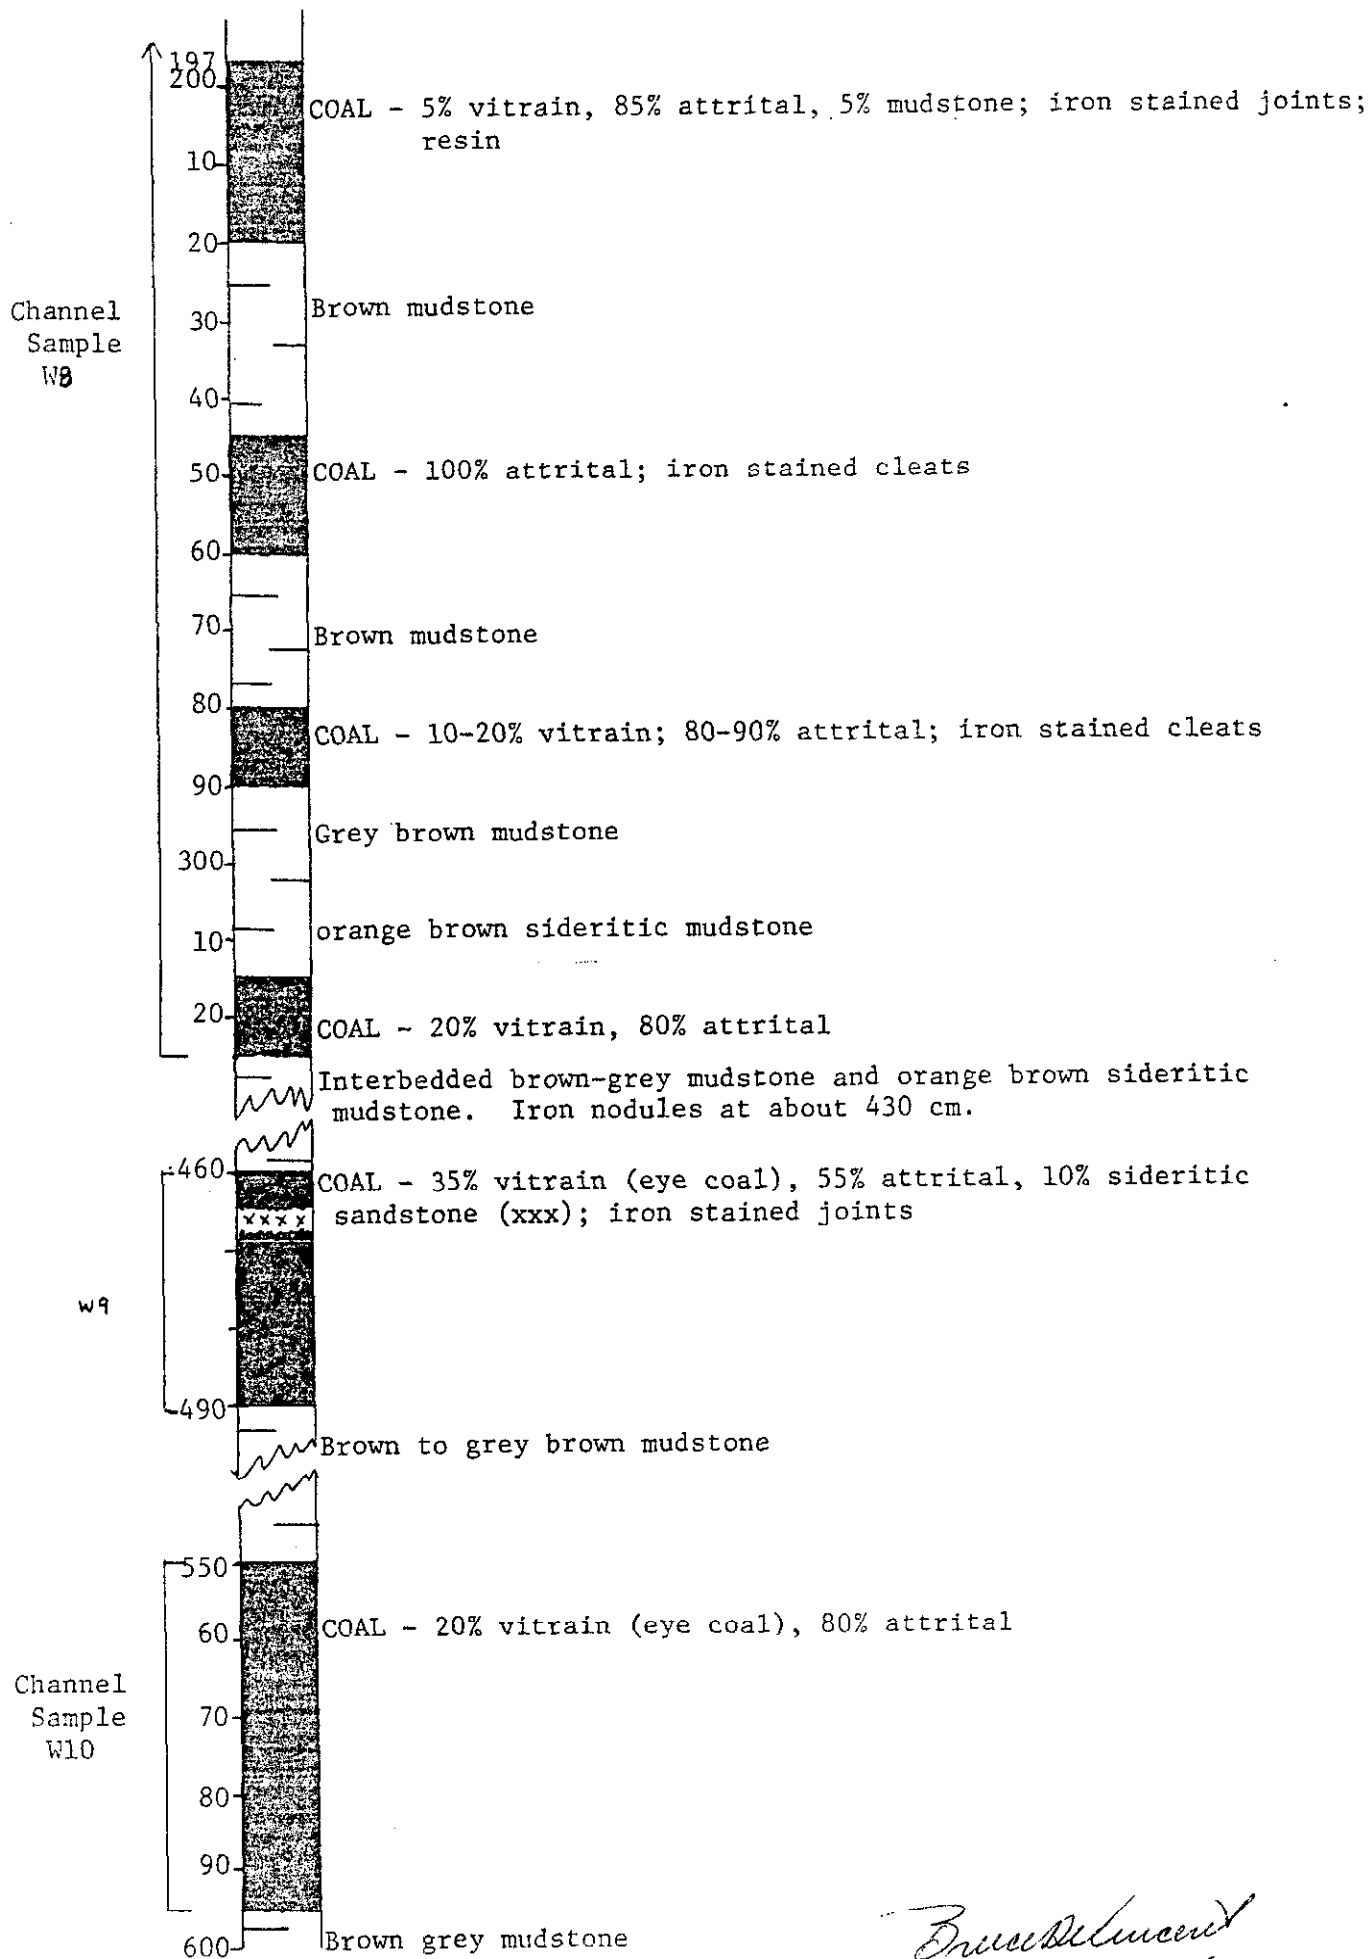 197
200
COAL - 5% vitrain, 85% attrital, 5% mudstone; iron stained joints;
resin
10
20
Channel
Sample
W8
Brown mudstone
30
40
50
COAL - 100% attrital; iron stained cleats
60
70
Brown mudstone
80
COAL - 10-20% vitrain; 80-90% attrital; iron stained cleats
90
Grey brown mudstone
300
orange brown sideritic mudstone
10
20
COAL - 20% vitrain, 80% attrital
Interbedded brown-grey mudstone and orange brown sideritic
mudstone. Iron nodules at about 430 cm.
460
COAL - 35% vitrain (eye coal), 55% attrital, 10% sideritic
sandstone (xxx); iron stained joints
xxxx
W9
490
Brown to grey brown mudstone
550
60
COAL - 20% vitrain (eye coal), 80% attrital
Channel
Sample
W10
70
80
90
600
Brown grey mudstone
Bruce